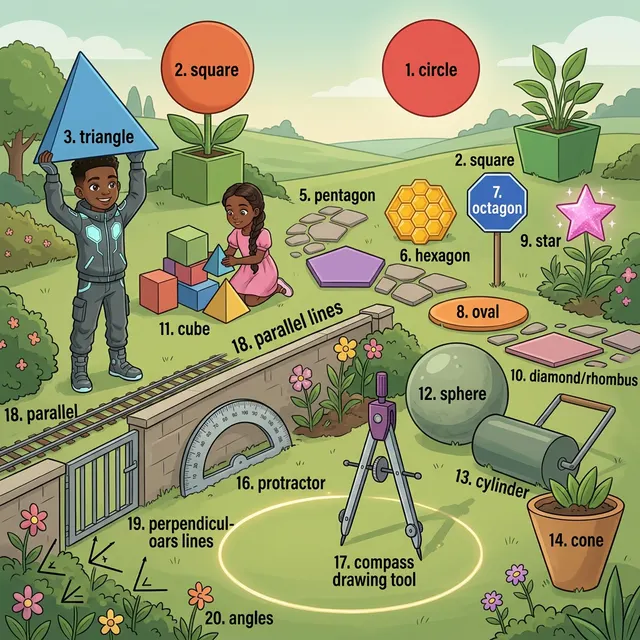 2. square
1. circle
3. triangle
2. square
5. pentagon
7.
octagon
6. hexagon
9. star
8. oval
11. cube
18. parallel lines
10. diamond/rhombus
12. sphere
18. parallel
16. protractor
13. cylinder
19. perpendicul-
oars lines
14. cone
17. compass
drawing tool
20. angles